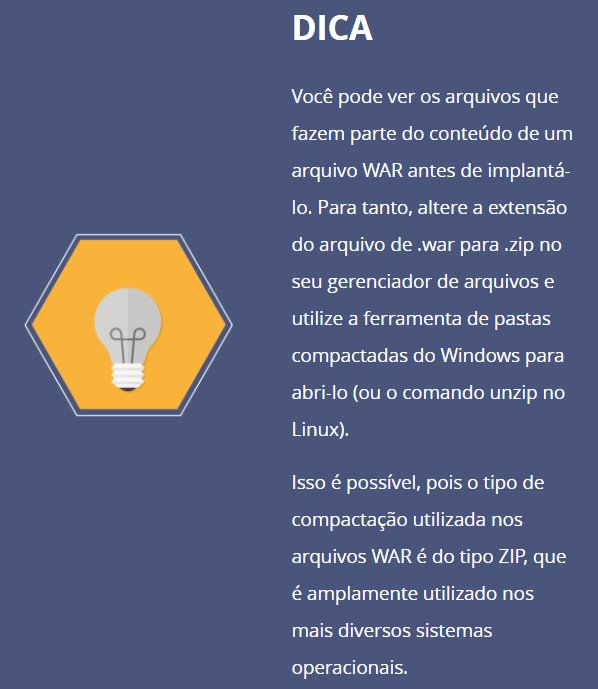 DICA
Você pode ver os arquivos que
fazem parte do conteúdo de um
arquivo WAR antes de implantá-
lo. Para tanto, altere a extensão
do arquivo de .war para .zip no
seu gerenciador de arquivos e
utilize a ferramenta de pastas
compactadas do Windows para
abri-lo (ou o comando unzip no
Linux).
Isso é possível, pois o tipo de
compactação utilizada nos
arquivos WAR é do tipo ZIP, que
é amplamente utilizado nos
mais diversos sistemas
operacionais.